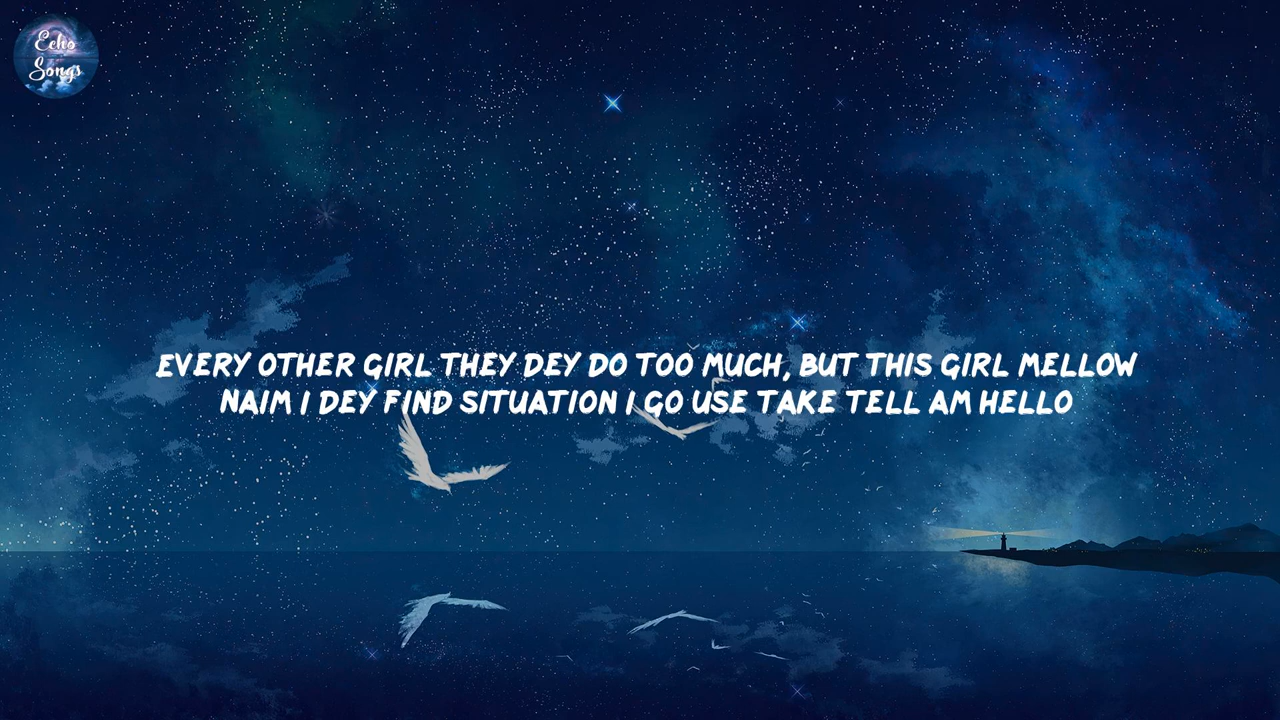 Echo
Songs
EVERY OTHER GIRL THEY DEY DO TOO MUCH, BUT THIS GIRL MELLOW
NAIM I DEY FIND SITUATION I GO USE TAKE TELL AM HELLO